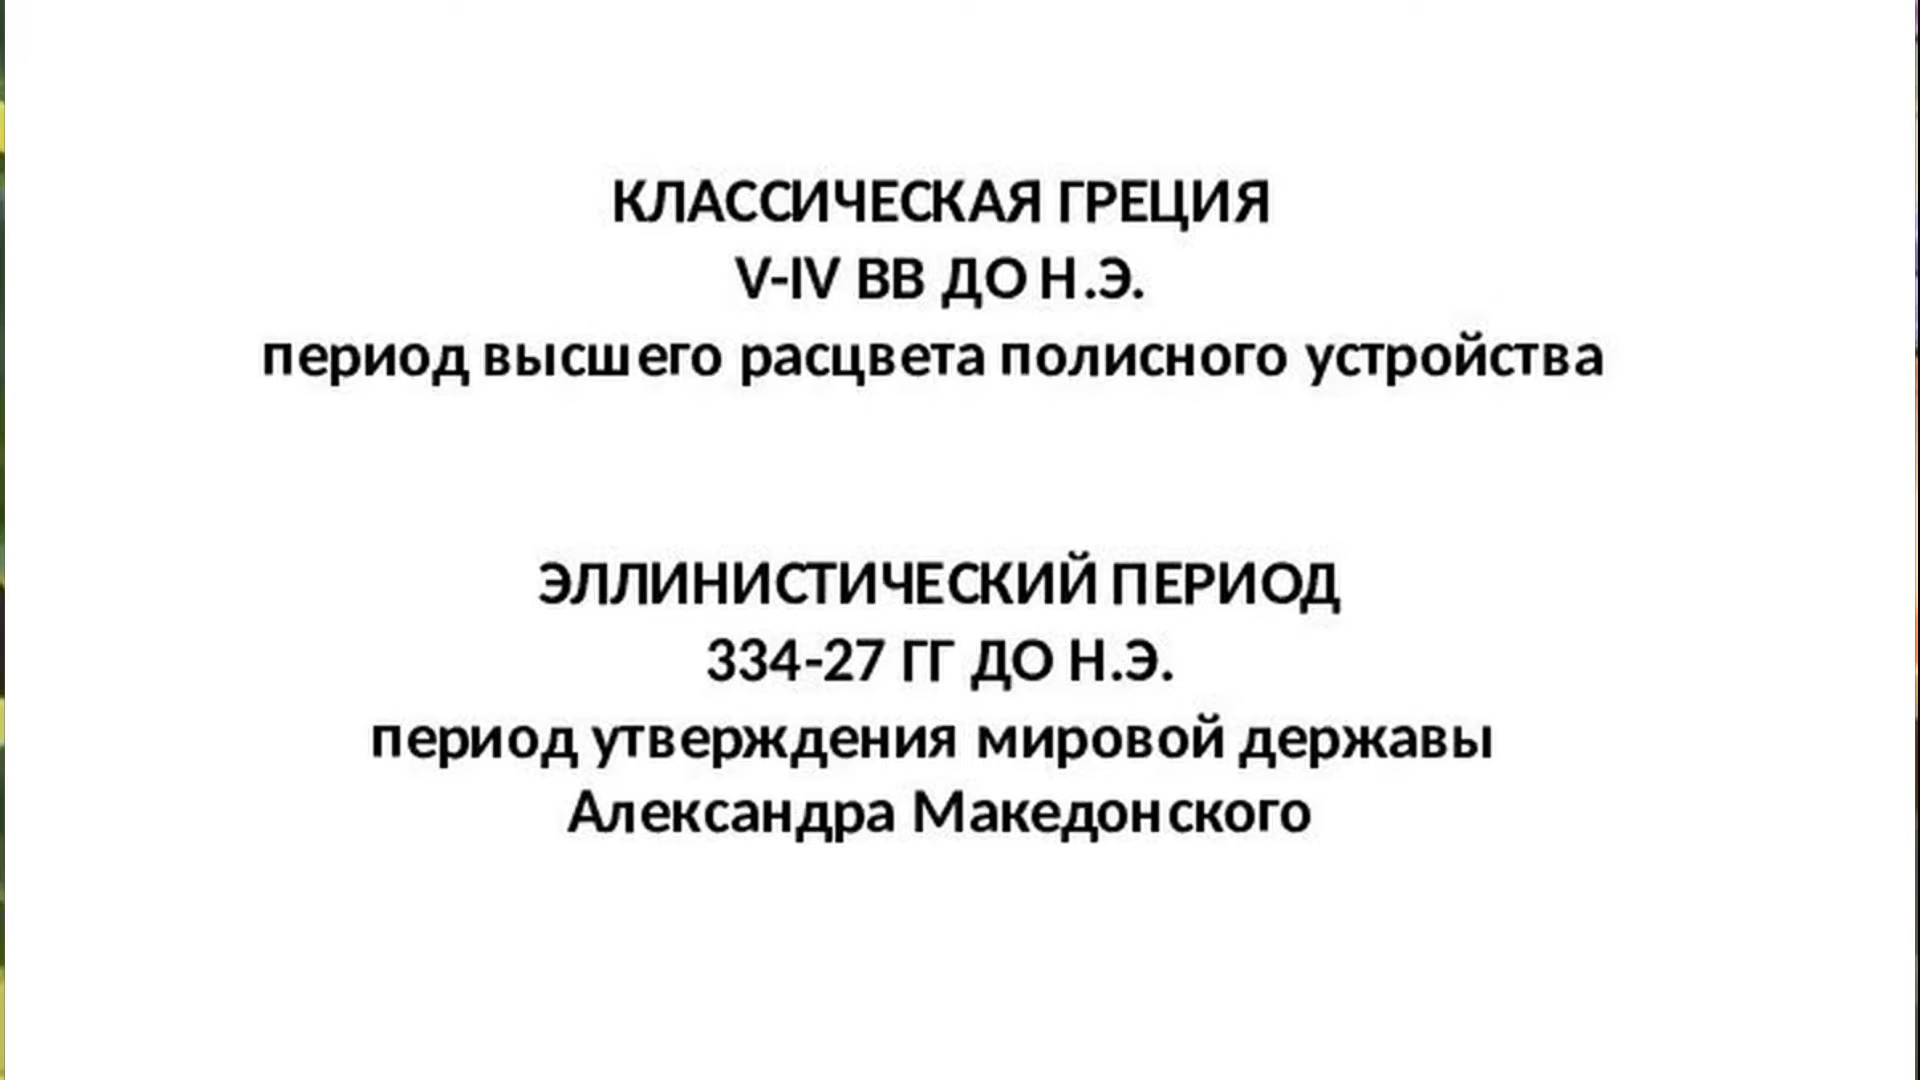 КЛАССИЧЕСКАЯ ГРЕЦИЯ
V-IV ВВ ДО Н.Э.
период высшего расцвета полисного устройства
ЭЛЛИНИСТИЧЕСКИЙ ПЕРИОД
334-27 ГГ ДО Н.Э.
период утверждения мировой державы
Александра Македонского